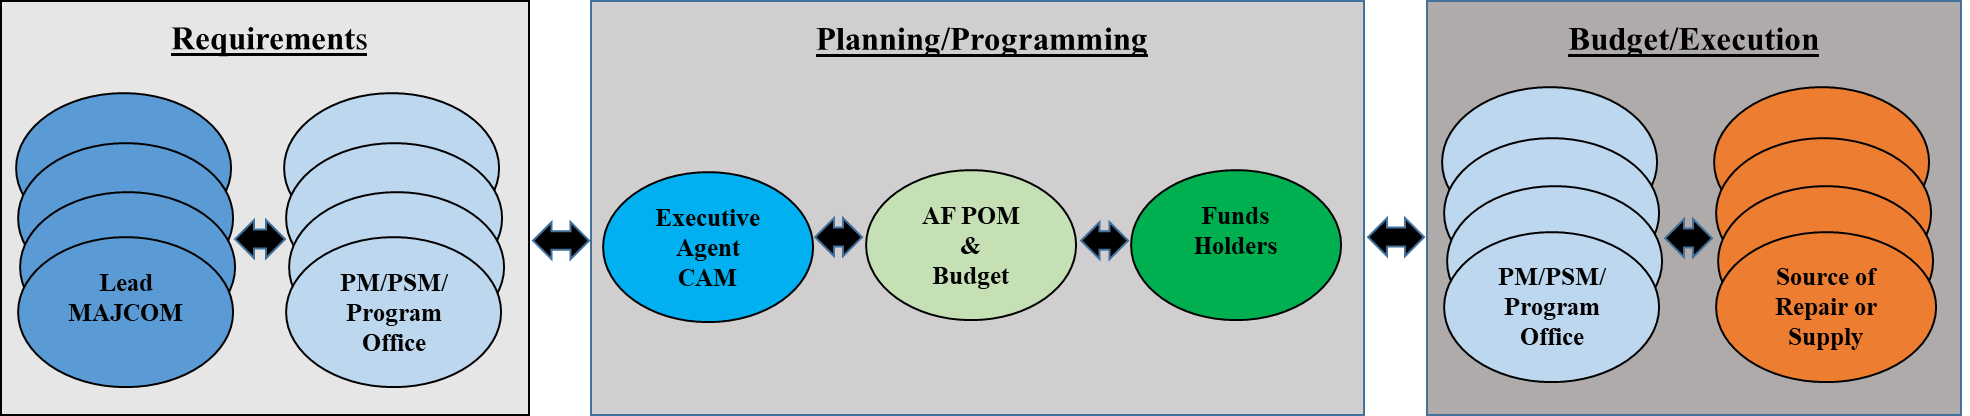 Requirements
Lead
MAJCOM
PM/PSM/
Program
Office
Planning/Programming
Executive
Agent
CAM
AF POM
&
Budget
Funds
Holders
Budget/Execution
PM/PSM/
Program
Office
Source of
Repair or
Supply